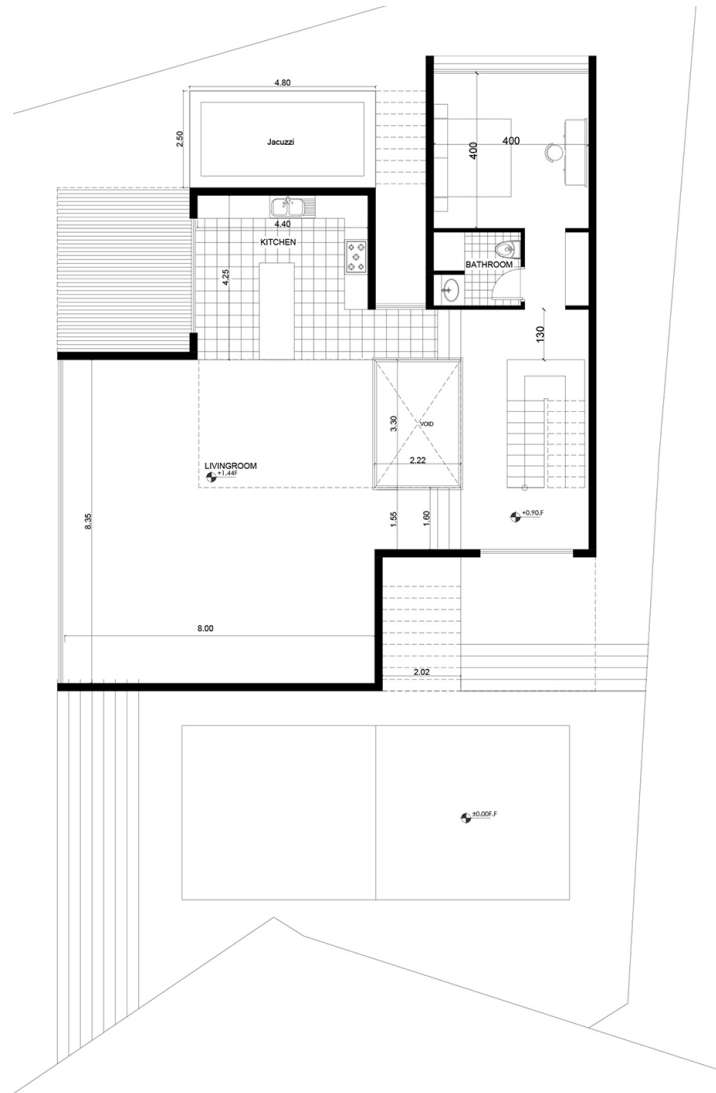 4.80
2.50
Jacuzzi
400
400
4.40
KITCHEN
4.25
BATHROOM
130
3.30
VOID
2.22
LIVINGROOM
+1.44F
8.35
1.55
1.60
+0.90.F
8.00
2.02
±0.00F.F